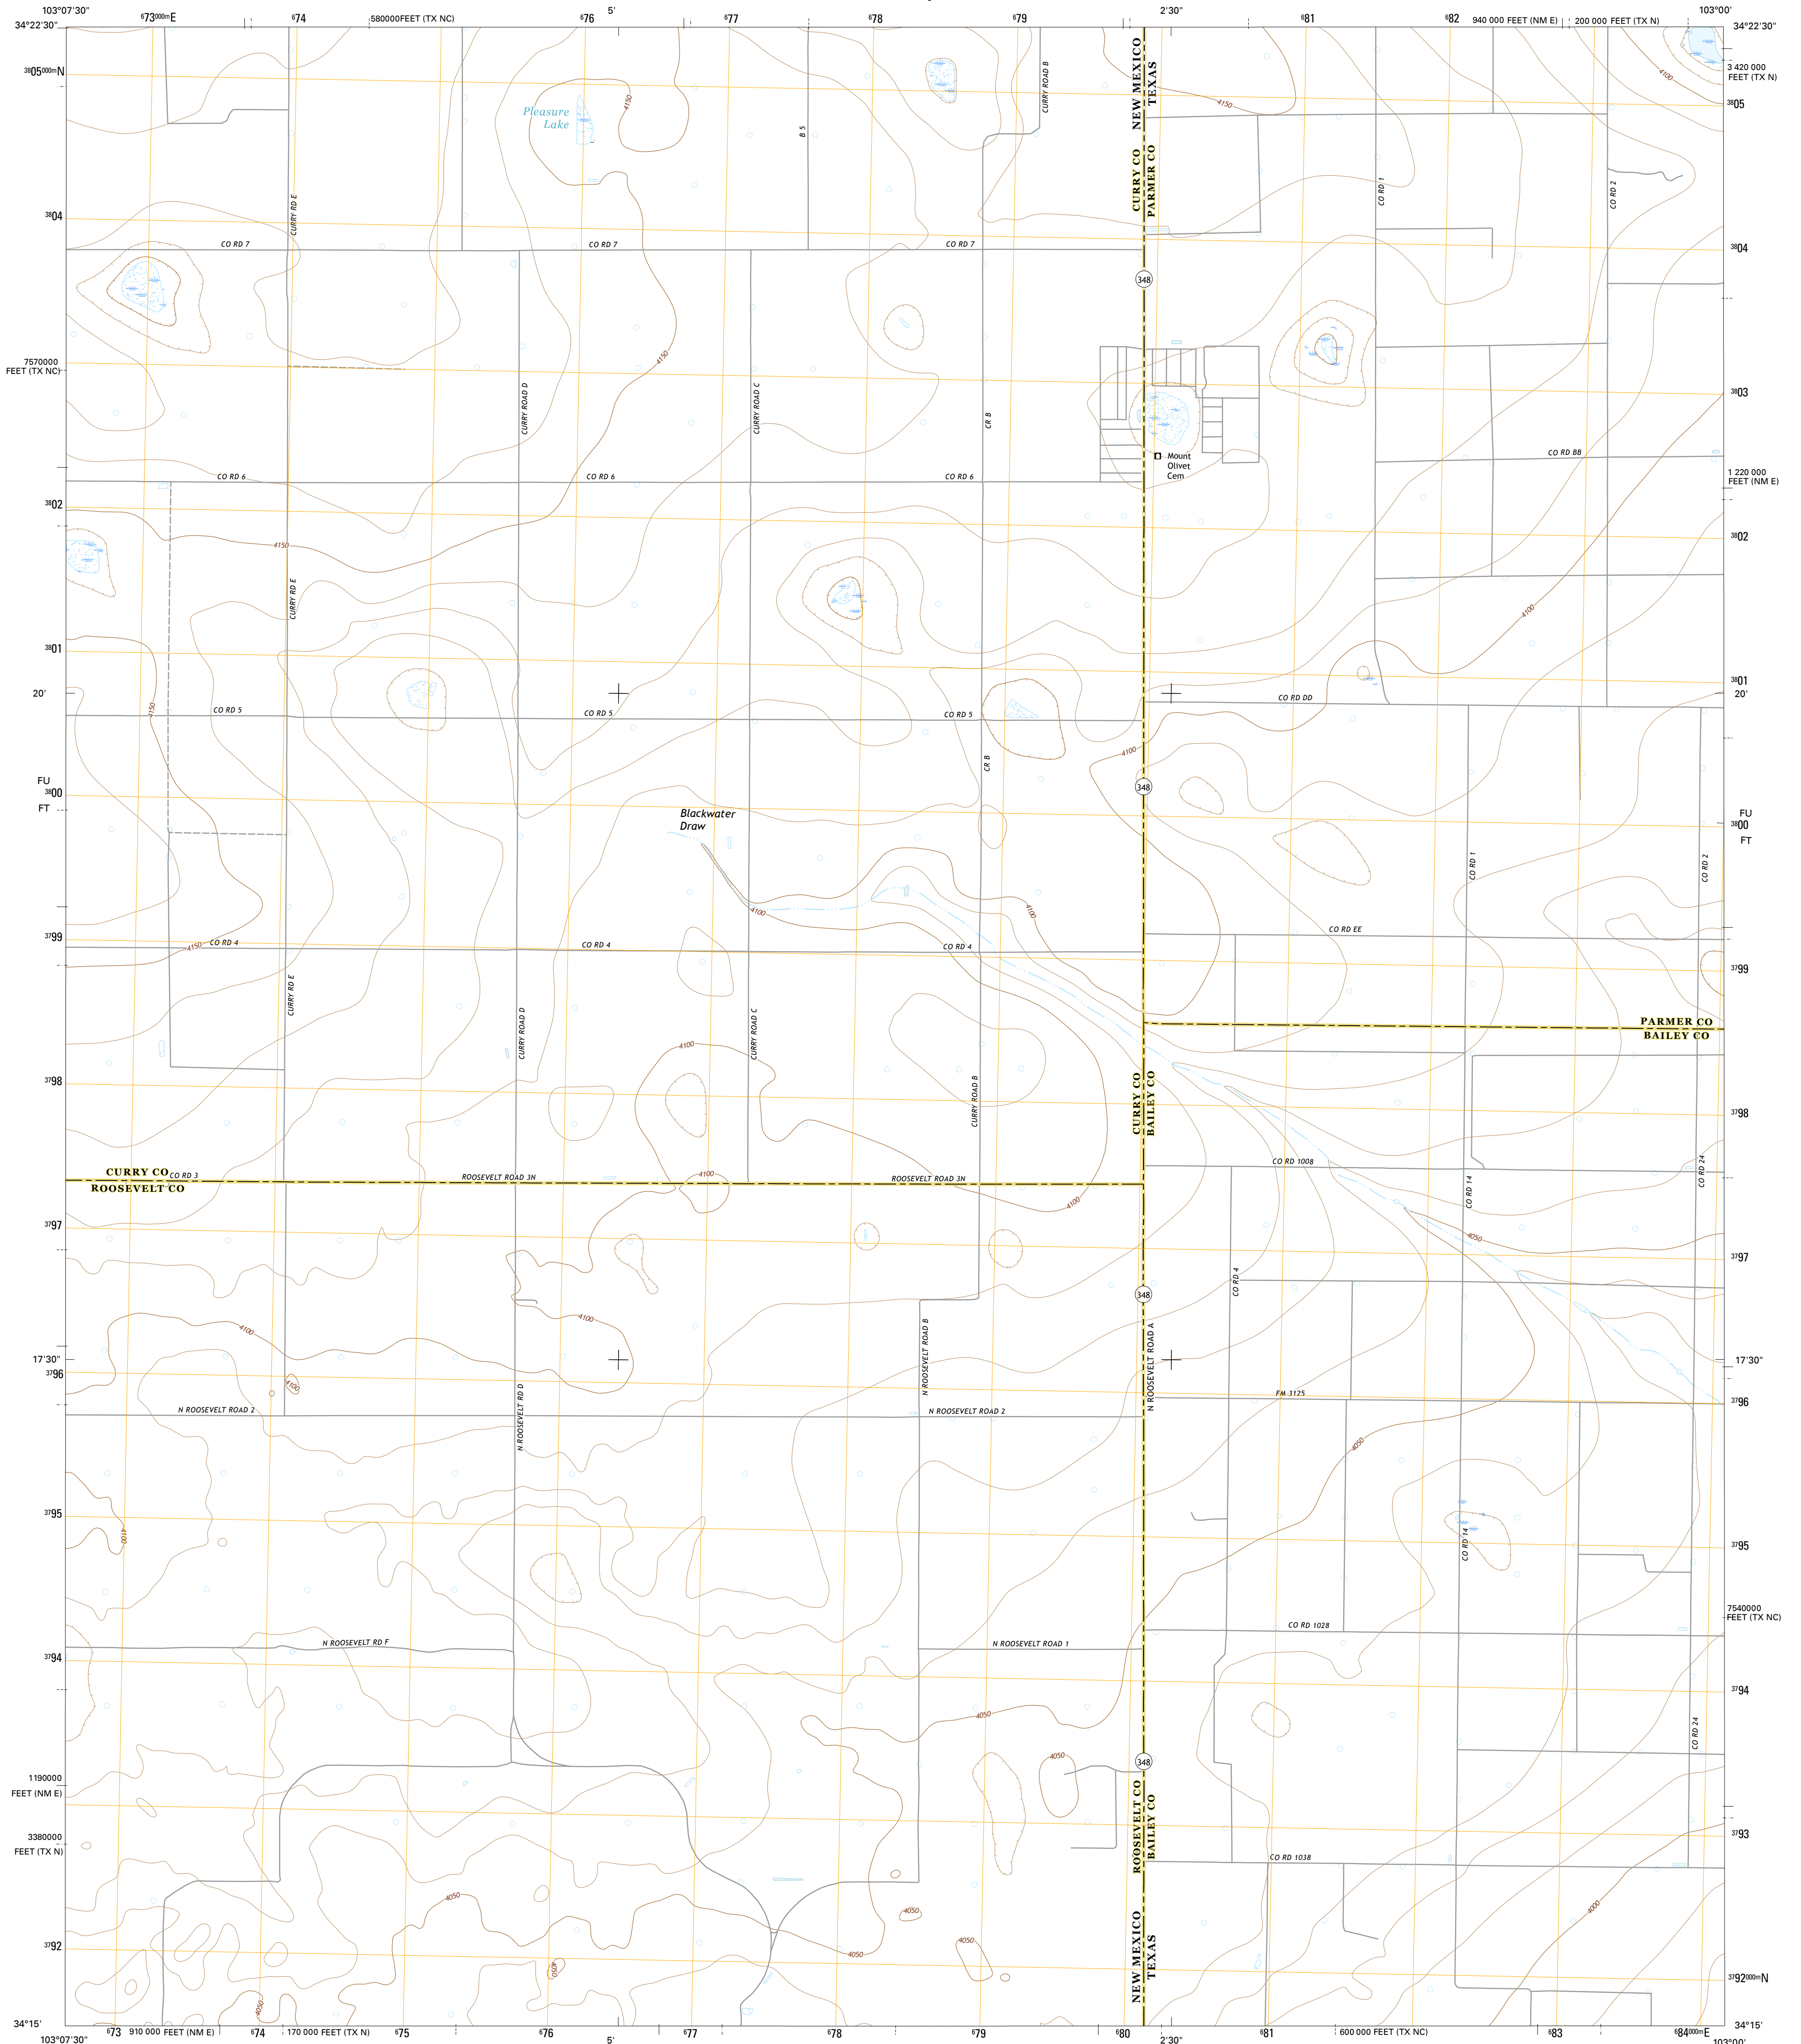 103°07'30"
⁶73⁰⁰⁰ᵐE
⁶74
580000FEET (TX NC)
⁶76
5'
⁶77
⁶78
⁶79
2'30"
⁶81
⁶82
940 000 FEET (NM E)
200 000 FEET (TX N)
103°00'
34°22'30"
34°22'30"
³⁸05⁰⁰⁰ᵐN
3 420 000
FEET (TX N)
³⁸05
4100
4150
4150
Pleasure
Lake
B 5
CURRY ROAD B
NEW MEXICO
TEXAS
CURRY CO
PARMER CO
CO RD 1
CO RD 2
CURRY RD E
³⁸04
³⁸04
CO RD 7
CO RD 7
CO RD 7
348
7570000
FEET (TX NC)
4150
³⁸03
CURRY ROAD D
CURRY ROAD C
CR B
Mount
Olivet
Cem
CO RD BB
CO RD 6
CO RD 6
CO RD 6
1 220 000
FEET (NM E)
³⁸02
³⁸02
4150
CURRY RD E
4100
³⁸01
³⁸01
20'
20'
4150
CO RD 5
CO RD 5
CO RD 5
CO RD DD
4100
CR B
FU
FT
³⁸00
348
Blackwater
Draw
FU
FT
³⁸00
CO RD 1
CO RD 2
4100
4100
³⁷99
4150
CO RD 4
CO RD 4
CO RD 4
CO RD EE
³⁷99
CURRY RD E
CURRY ROAD D
CURRY ROAD C
PARMER CO
BAILEY CO
4100
³⁷98
CURRY ROAD B
CURRY CO
BAILEY CO
³⁷98
CURRY CO
CO RD 3
ROOSEVELT CO
ROOSEVELT ROAD 3N
4100
ROOSEVELT ROAD 3N
4100
CO RD 1008
CO RD 14
CO RD 24
³⁷97
4050
³⁷97
CO RD 4
348
4100
4100
N ROOSEVELT ROAD B
N ROOSEVELT ROAD A
17'30"
17'30"
³⁷96
4100
FM 3125
³⁷96
N ROOSEVELT ROAD 2
N ROOSEVELT RD D
N ROOSEVELT ROAD 2
4050
³⁷95
4100
CO RD 14
³⁷95
7540000
FEET (TX NC)
CO RD 1028
N ROOSEVELT RD F
N ROOSEVELT ROAD 1
³⁷94
³⁷94
4050
CO RD 24
4050
348
1190000
FEET (NM E)
ROOSEVELT CO
BAILEY CO
³⁷93
3380000
FEET (TX N)
CO RD 1038
4050
4050
4000
³⁷92
4050
4050
NEW MEXICO
TEXAS
4050
4050
³⁷92⁰⁰⁰ᵐN
34°15'
34°15'
103°07'30"
⁶73
910 000 FEET (NM E)
⁶74
170 000 FEET (TX N)
⁶75
⁶76
5'
⁶77
⁶78
⁶79
⁶80
2'30"
⁶81
600 000 FEET (TX NC)
⁶83
⁶84⁰⁰⁰ᵐE
103°00'